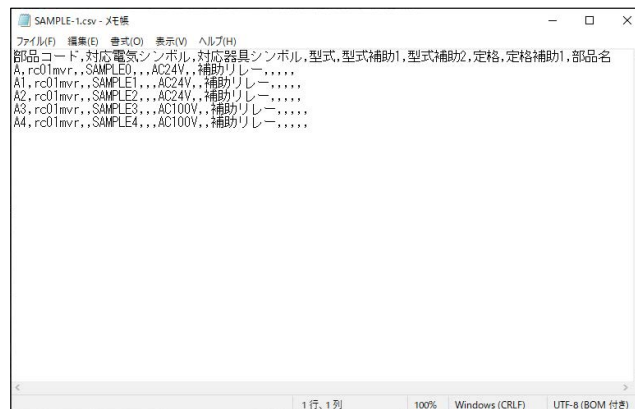 SAMPLE-1.csv - メモ帳
ファイル(F) 編集(E) 書式(O) 表示(V) ヘルプ(H)
部品コード,対応電気シンボル,対応器具シンボル,型式,型式補助1,型式補助2,定格,定格補助1,部品名
A,rc01mvr,,SAMPLE0,,,AC24V,,補助リレー,,,,,
A1,rc01mvr,,SAMPLE1,,,AC24V,,補助リレー,,,,,
A2,rc01mvr,,SAMPLE2,,,AC24V,,補助リレー,,,,,
A3,rc01mvr,,SAMPLE3,,,AC100V,,補助リレー,,,,,
A4,rc01mvr,,SAMPLE4,,,AC100V,,補助リレー,,,,,
1 行、1 列 100% Windows (CRLF) UTF-8 (BOM 付き)